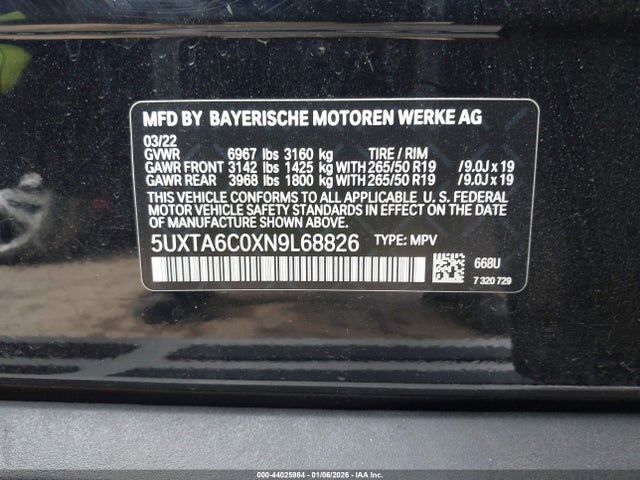 MFD BY BAYERISCHE MOTOREN WERKE AG
03/22
GVWR 6967 lbs 3160 kg TIRE / RIM
GAWR FRONT 3142 lbs 1425 kg WITH 265/50 R19 /9.0J x 19
GAWR REAR 3968 lbs 1800 kg WITH 265/50 R19 /9.0J x 19
THIS VEHICLE CONFORMS TO ALL APPLICABLE U. S. FEDERAL
MOTOR VEHICLE SAFETY STANDARDS IN EFFECT ON THE DATE
OF MANUFACTURE SHOWN ABOVE.
5UXTA6C0XN9L68826 TYPE: MPV
668U
7 320 729
000-44025984 | 01/06/2026 | IAA Inc.